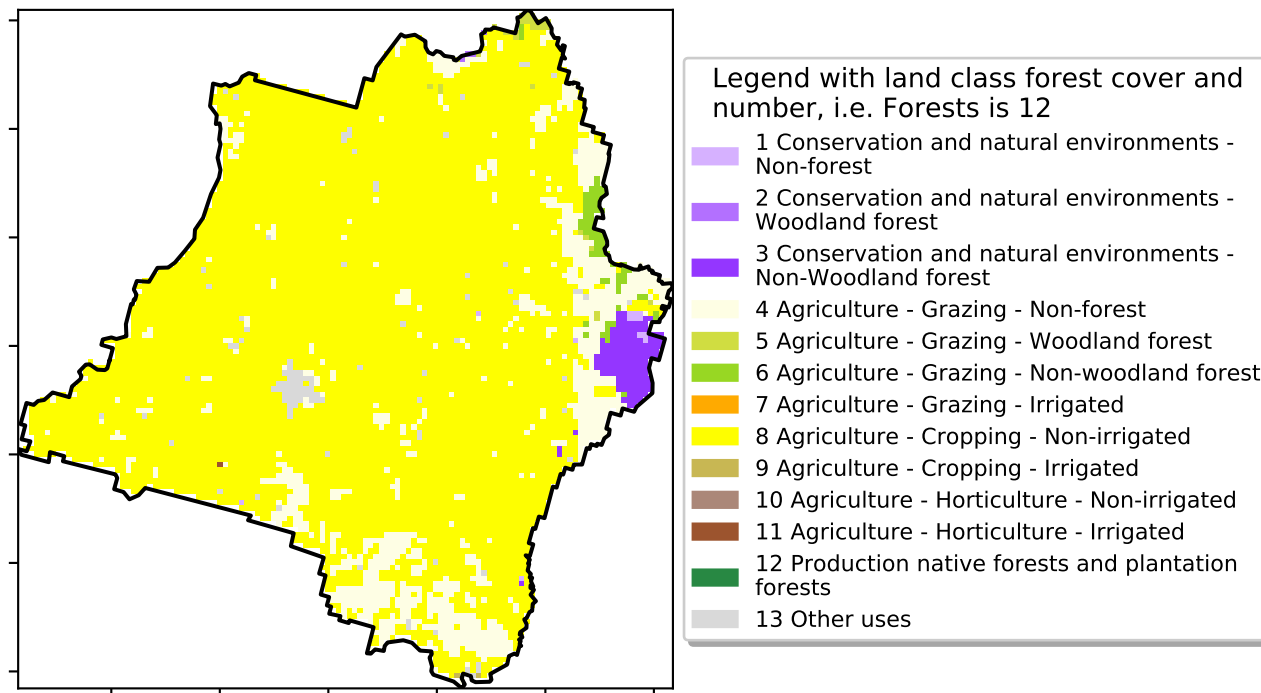 Legend with land class forest cover and
number, i.e. Forests is 12
1 Conservation and natural environments -
Non-forest
2 Conservation and natural environments -
Woodland forest
3 Conservation and natural environments -
Non-Woodland forest
4 Agriculture - Grazing - Non-forest
5 Agriculture - Grazing - Woodland forest
6 Agriculture - Grazing - Non-woodland forest
7 Agriculture - Grazing - Irrigated
8 Agriculture - Cropping - Non-irrigated
9 Agriculture - Cropping - Irrigated
10 Agriculture - Horticulture - Non-irrigated
11 Agriculture - Horticulture - Irrigated
12 Production native forests and plantation
forests
13 Other uses